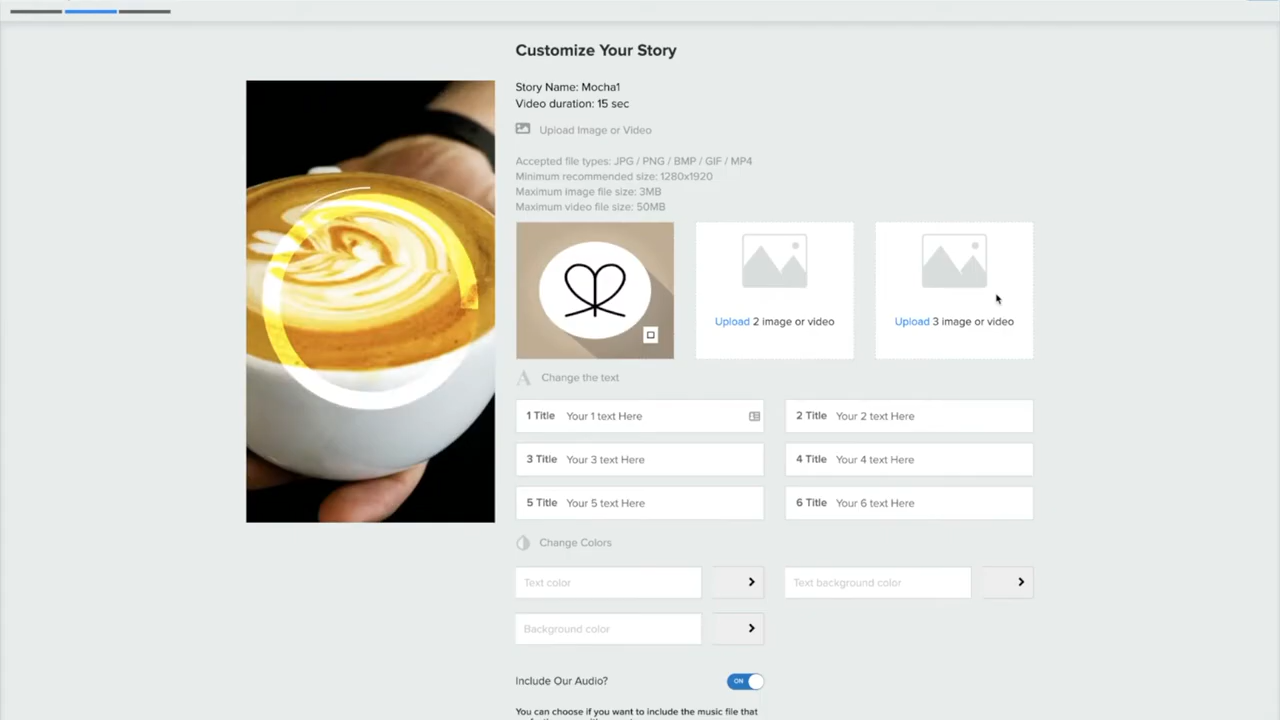 Customize Your Story
Story Name: Mocha1
Video duration: 15 sec
Upload Image or Video
Accepted file types: JPG / PNG / BMP / GIF / MP4
Minimum recommended size: 1280x1920
Maximum image file size: 3MB
Maximum video file size: 50MB
Upload 2 image or video
Upload 3 image or video
Change the text
1 Title Your 1 text Here
2 Title Your 2 text Here
3 Title Your 3 text Here
4 Title Your 4 text Here
5 Title Your 5 text Here
6 Title Your 6 text Here
Change Colors
Text color
Text background color
Background color
Include Our Audio?
ON
You can choose if you want to include the music file that